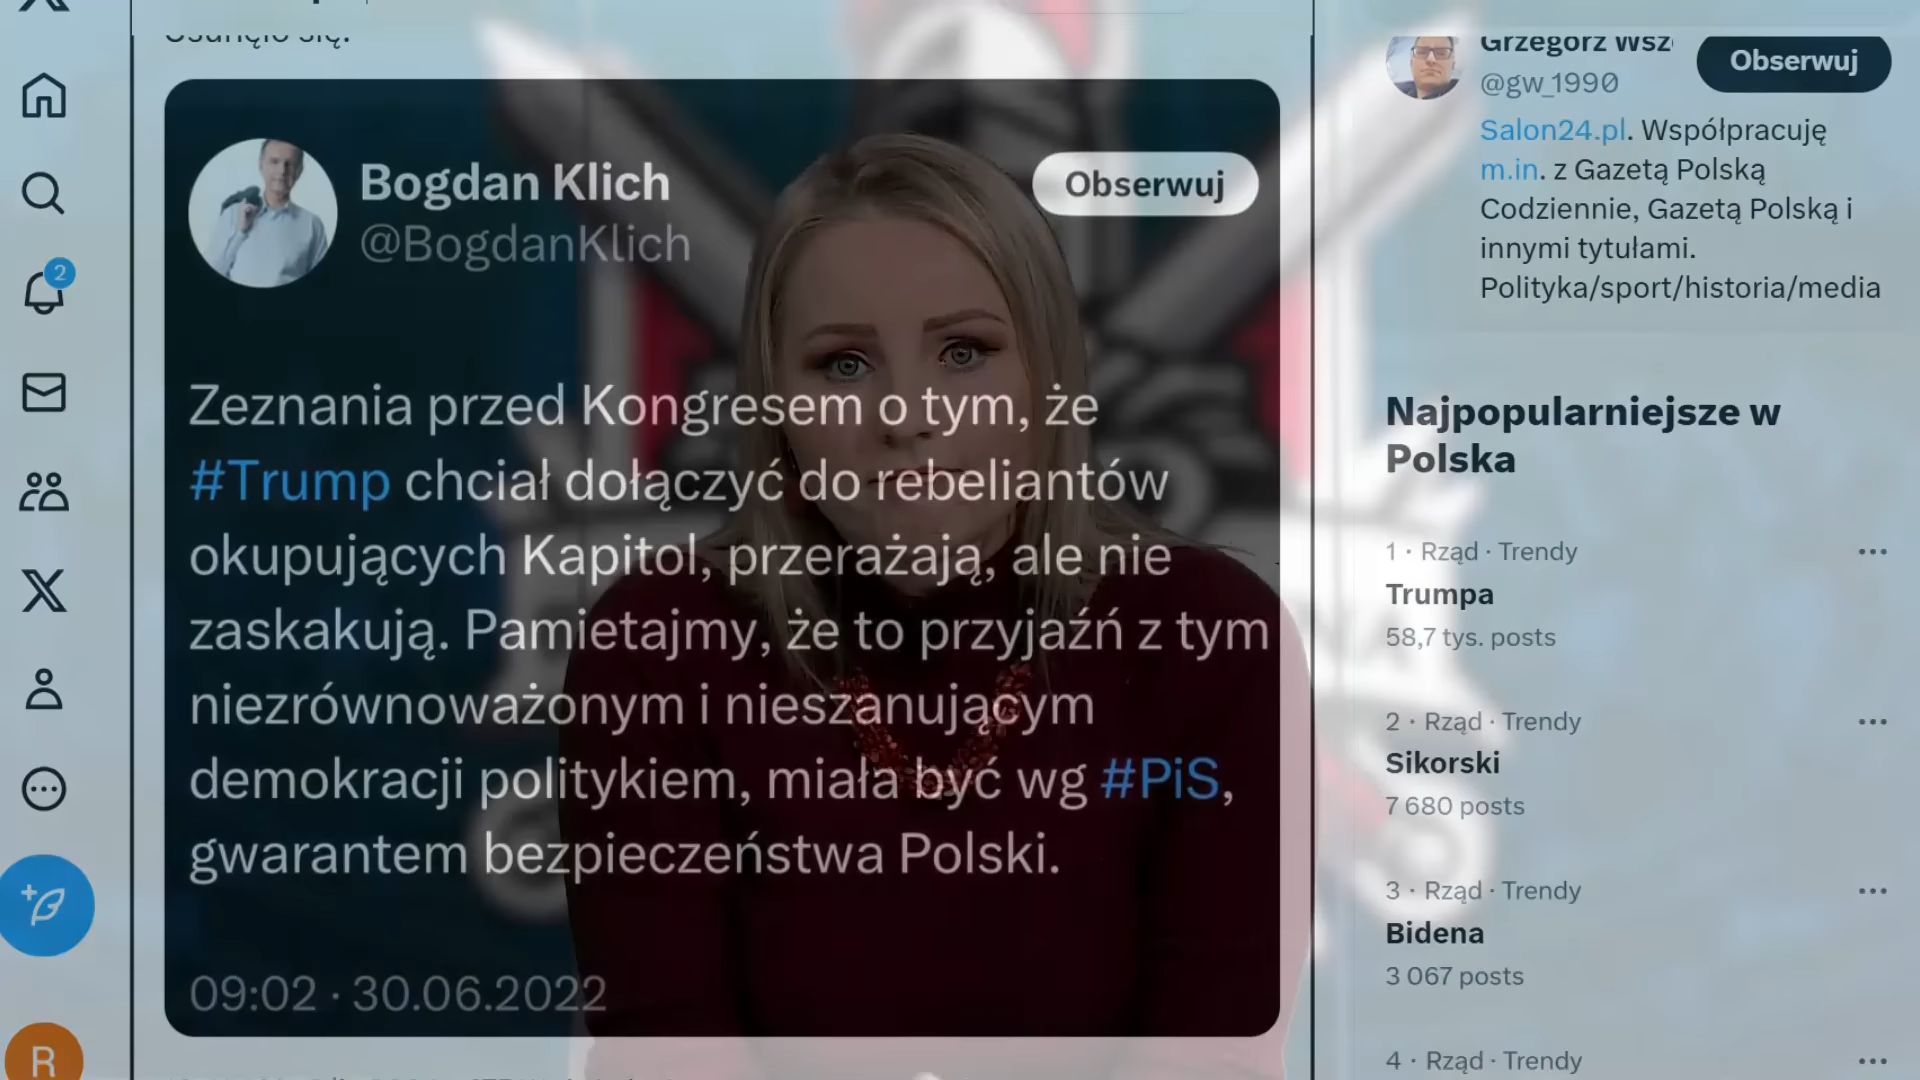 Usunęło się.
Bogdan Klich
@BogdanKlich
Obserwuj
Zeznania przed Kongresem o tym, że
#Trump chciał dołączyć do rebeliantów
okupujących Kapitol, przerażają, ale nie
zaskakują. Pamietajmy, że to przyjaźń z tym
niezrównoważonym i nieszanującym
demokracji politykiem, miała być wg #PiS,
gwarantem bezpieczeństwa Polski.
09:02 · 30.06.2022
2
R
Grzegorz Wsz
@gw_1990
Obserwuj
Salon24.pl. Współpracuję
m.in. z Gazetą Polską
Codziennie, Gazetą Polską i
innymi tytułami.
Polityka/sport/historia/media
Najpopularniejsze w
Polska
1 · Rząd · Trendy
Trumpa
58,7 tys. posts
2 · Rząd · Trendy
Sikorski
7 680 posts
3 · Rząd · Trendy
Bidena
3 067 posts
4 · Rząd · Trendy